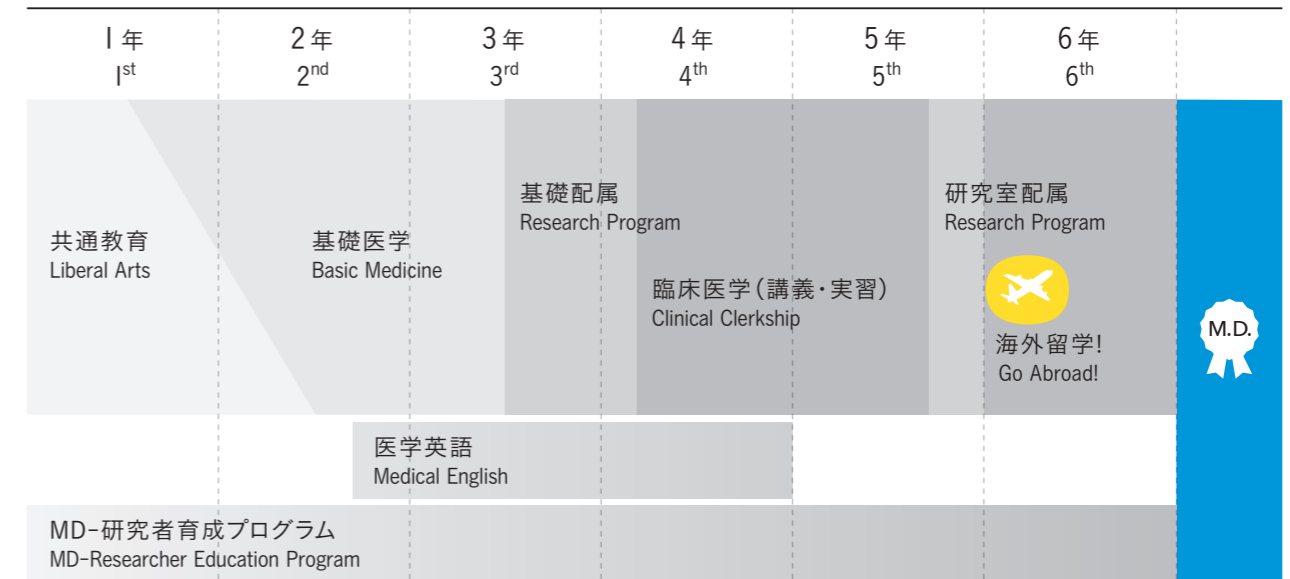 1年
2年
3年
4年
5年
6年
1st
2nd
3rd
4th
5th
6th
共通教育
Liberal Arts
基礎医学
Basic Medicine
基礎配属
Research Program
臨床医学（講義・実習）
Clinical Clerkship
研究室配属
Research Program
海外留学!
Go Abroad!
M.D.
医学英語
Medical English
MD-研究者育成プログラム
MD-Researcher Education Program